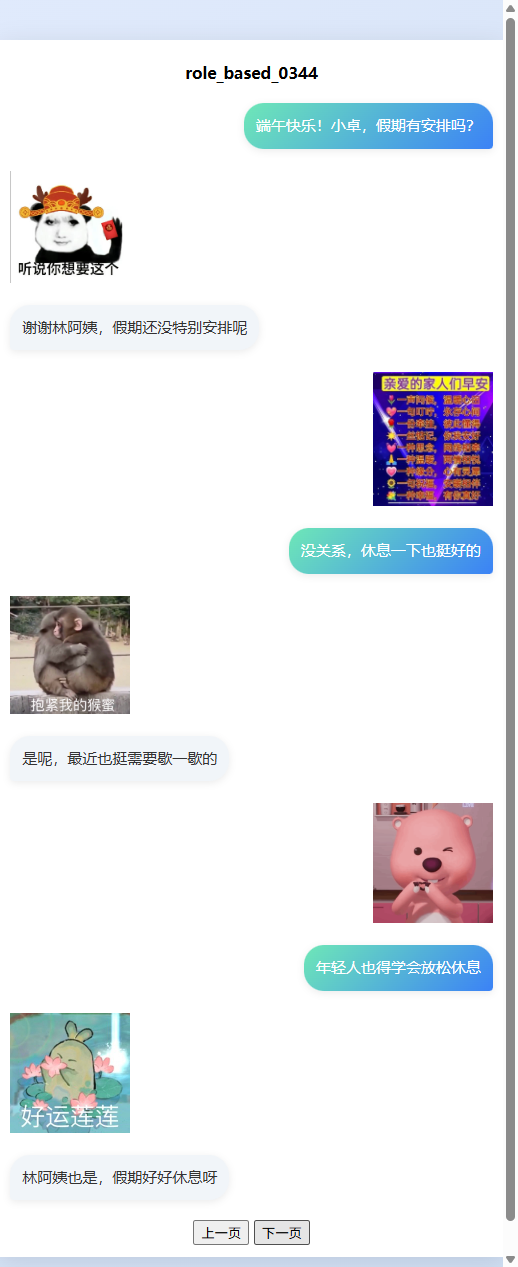 role_based_0344
端午快乐！小卓，假期有安排吗？
听说你想要这个
谢谢林阿姨，假期还没特别安排呢
亲爱的家人们早安
没关系，休息一下也挺好的
抱紧我的猴蜜
是呢，最近也挺需要歇一歇的
年轻人也得学会放松休息
好运莲莲
林阿姨也是，假期好好休息呀
上一页 下一页